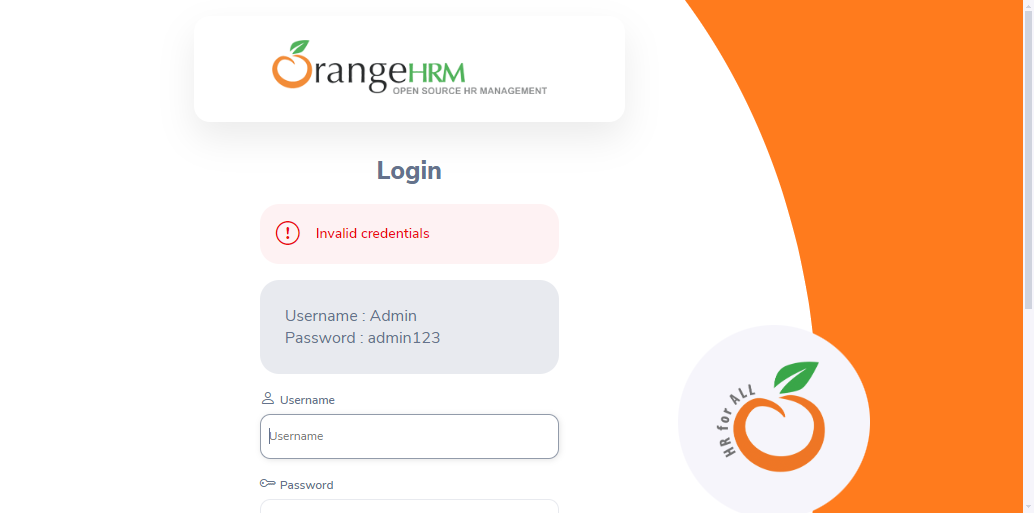 OrangeHRM
OPEN SOURCE HR MANAGEMENT
Login
Invalid credentials
Username : Admin
Password : admin123
Username
Username
Password
HR for ALL